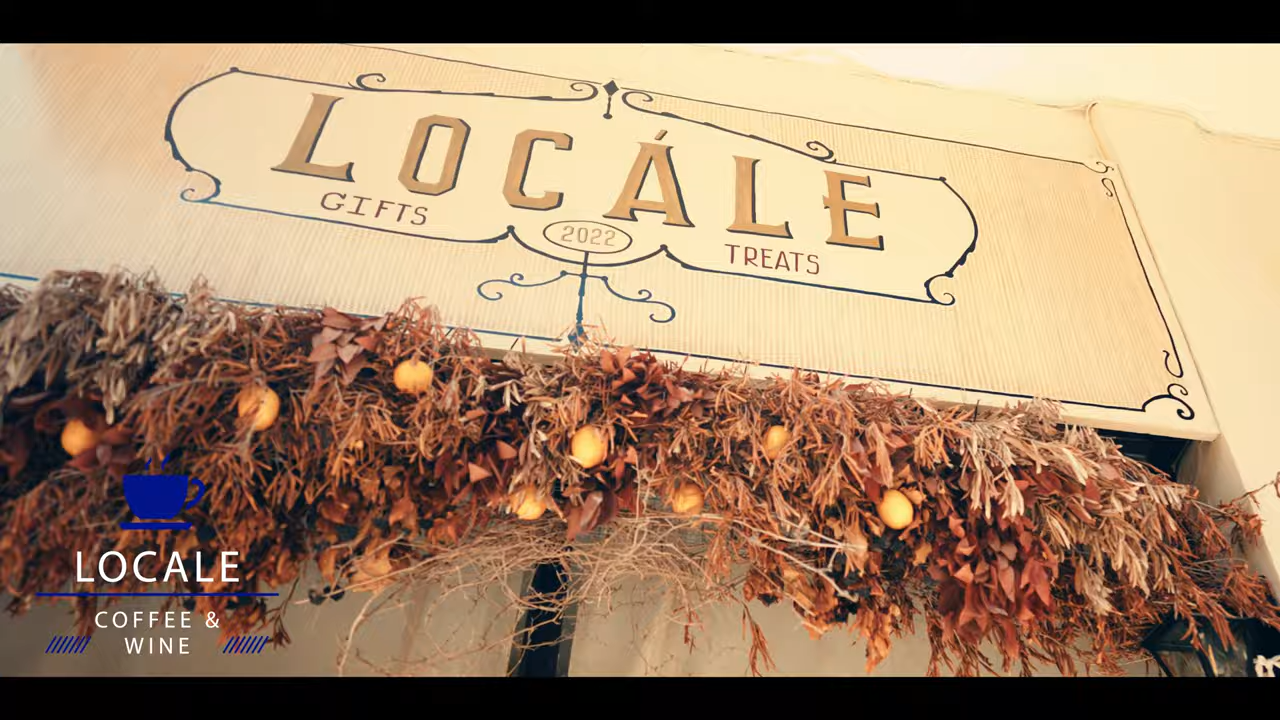 LOCÁLE
GIFTS
2022
TREATS
LOCALE
COFFEE &
WINE